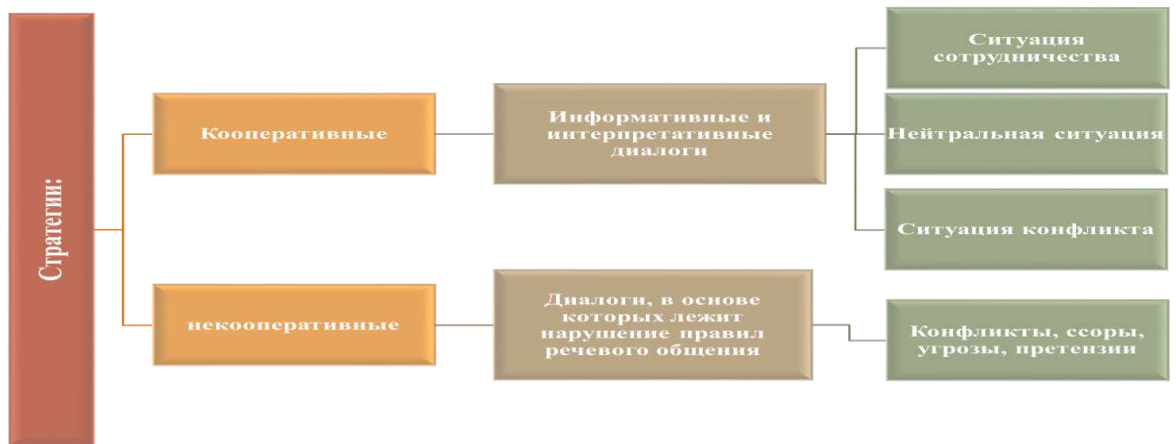 Стратегии:
Кооперативные
Информативные и
интерпретативные
диалоги
Ситуация
сотрудничества
Нейтральная ситуация
Ситуация конфликта
некооперативные
Диалоги, в основе
которых лежит
нарушение правил
речевого общения
Конфликты, ссоры,
угрозы, претензии